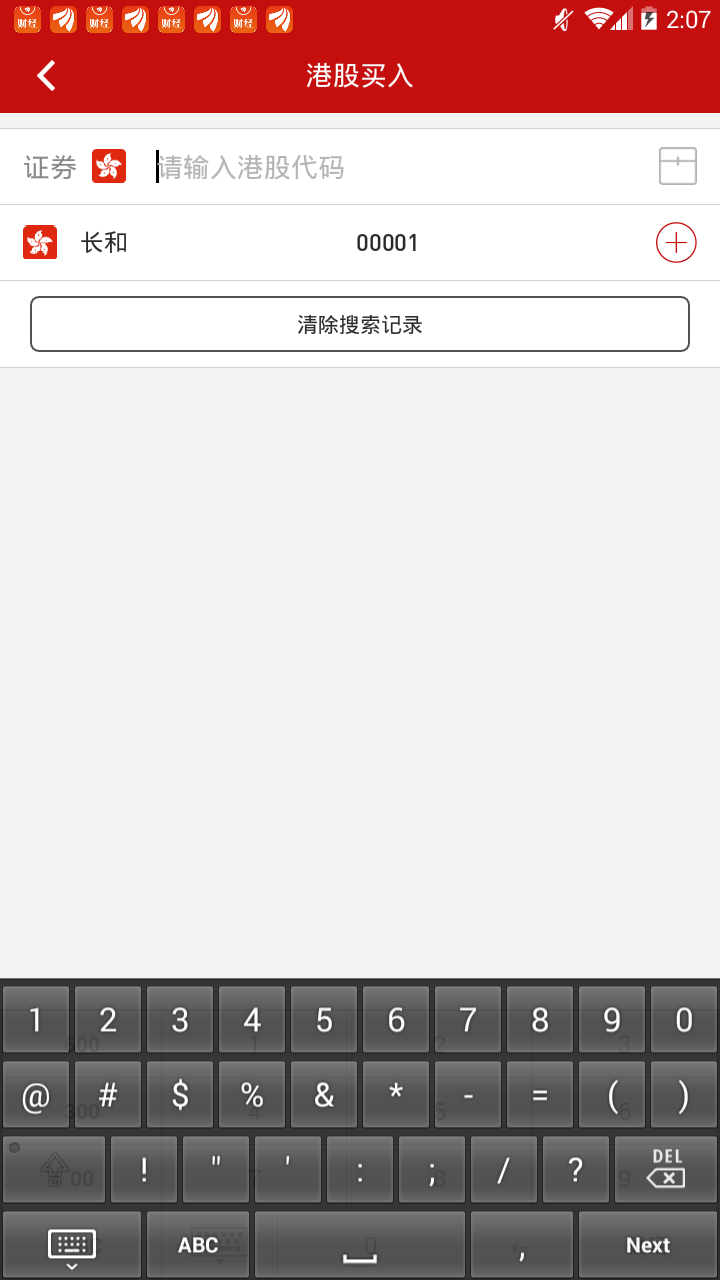 财经 财经 财经 财经 2:07
港股买入
证券 请输入港股代码
长和 00001
清除搜索记录
1 2 3 4 5 6 7 8 9 0
@ # $ % & * - = ( )
! " ' : ; / ? DEL
ABC , Next